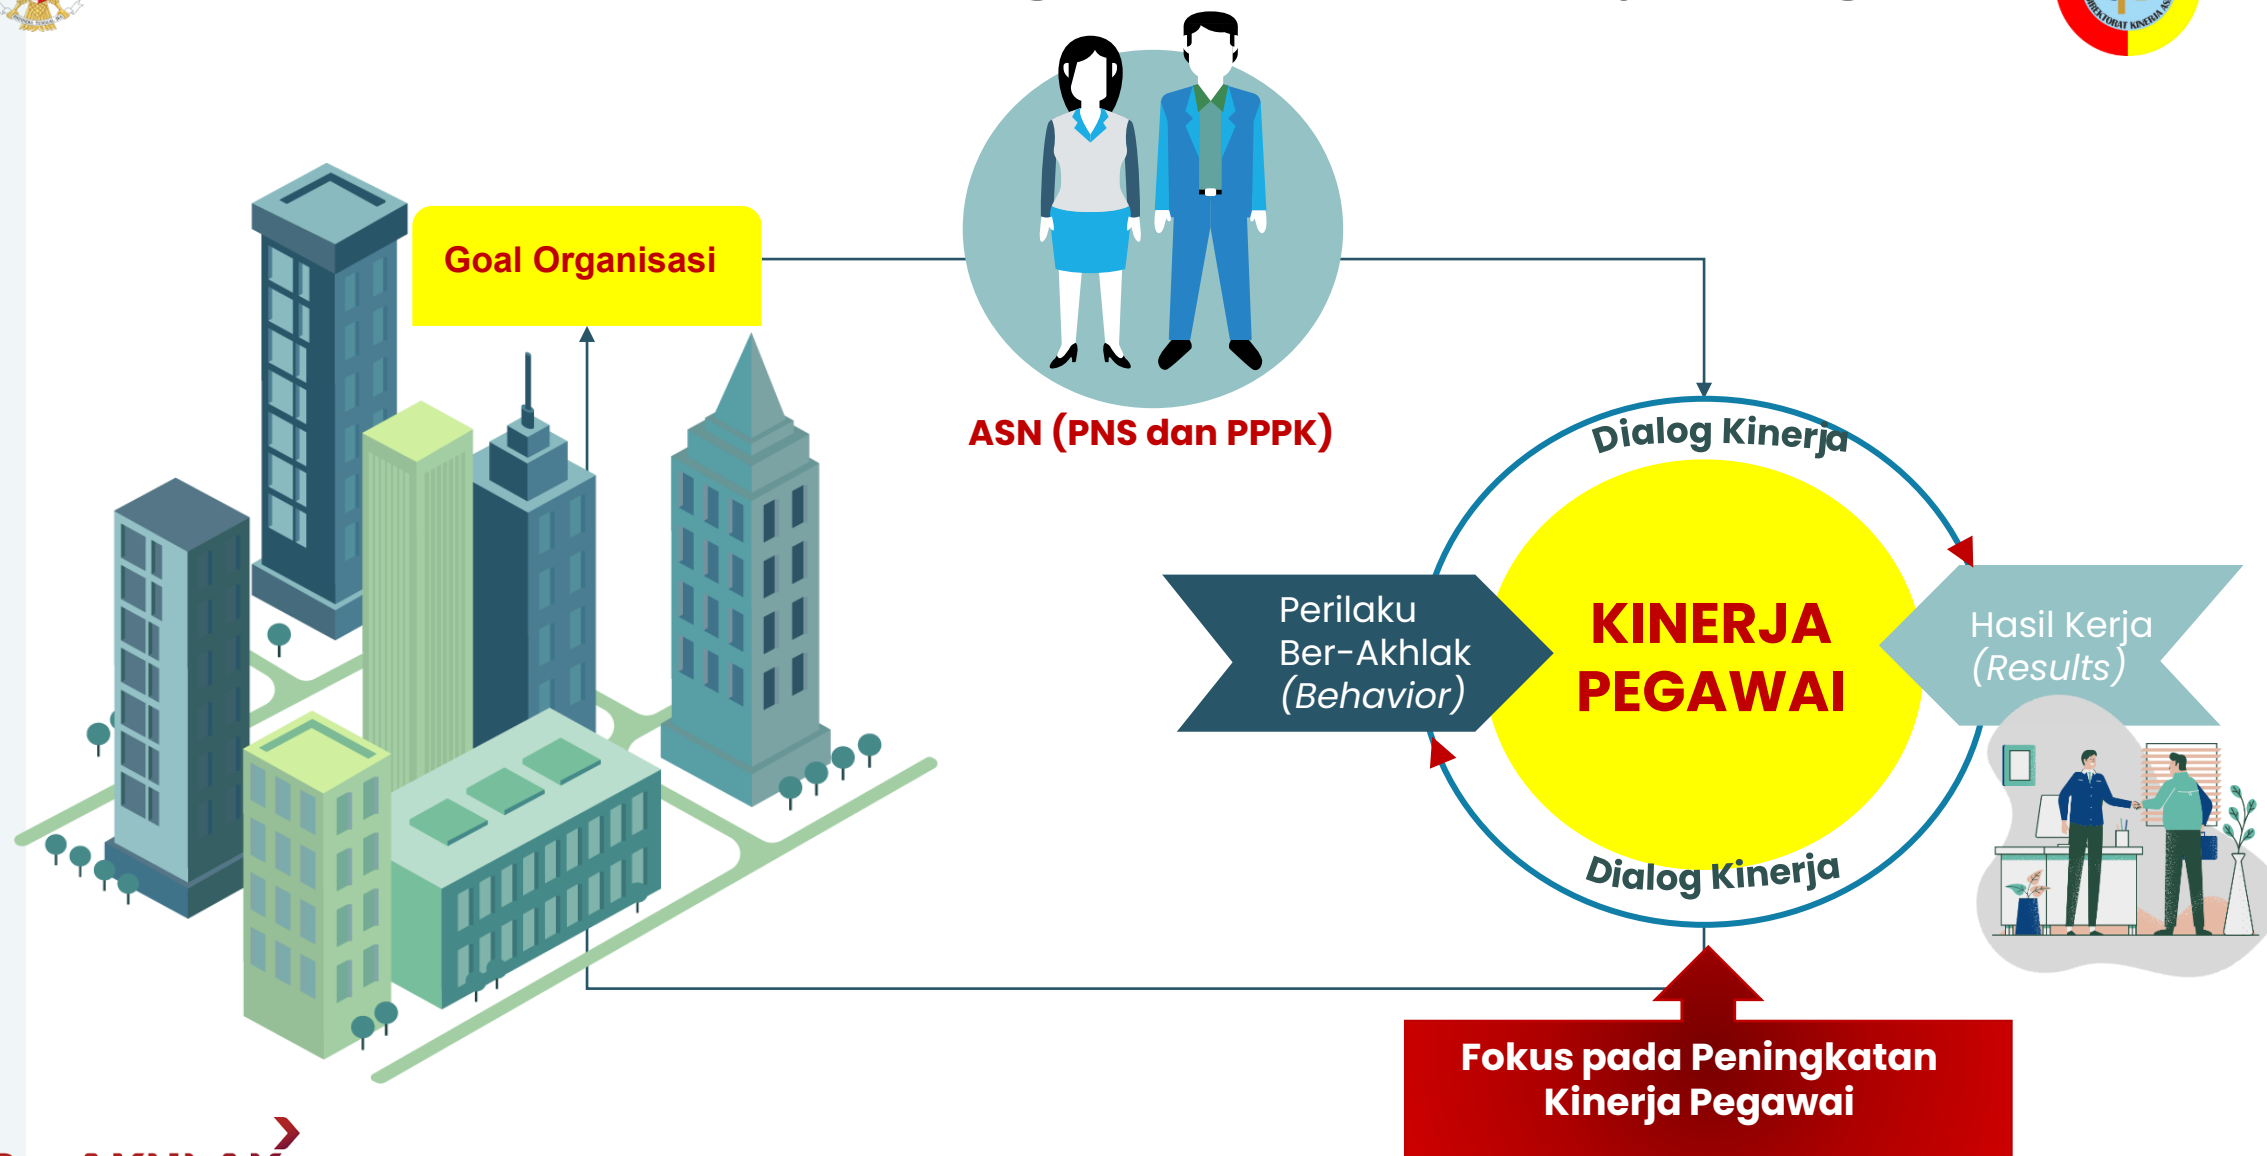 Goal Organisasi
ASN (PNS dan PPPK)
Dialog Kinerja
Perilaku
Ber-Akhlak
(Behavior)
KINERJA
PEGAWAI
Hasil Kerja
(Results)
Dialog Kinerja
Fokus pada Peningkatan
Kinerja Pegawai